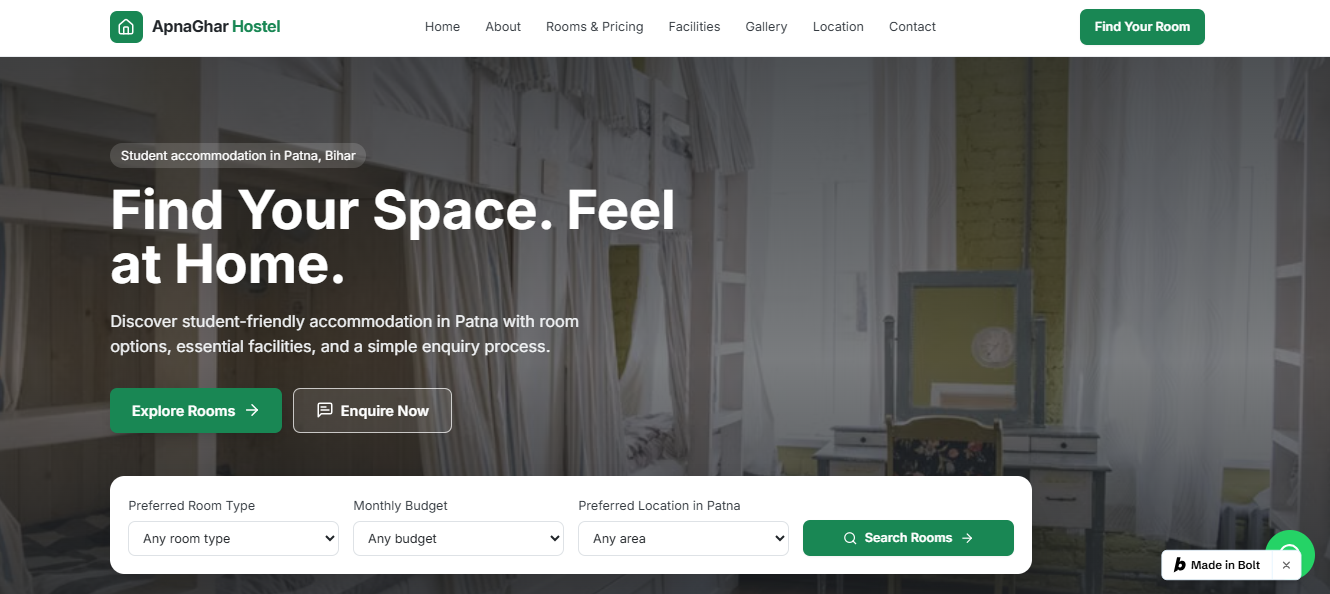 ApnaGhar Hostel
Home
About
Rooms & Pricing
Facilities
Gallery
Location
Contact
Find Your Room
Student accommodation in Patna, Bihar
Find Your Space. Feel
at Home.
Discover student-friendly accommodation in Patna with room
options, essential facilities, and a simple enquiry process.
Explore Rooms
Enquire Now
Preferred Room Type
Any room type
Monthly Budget
Any budget
Preferred Location in Patna
Any area
Search Rooms
b Made in Bolt